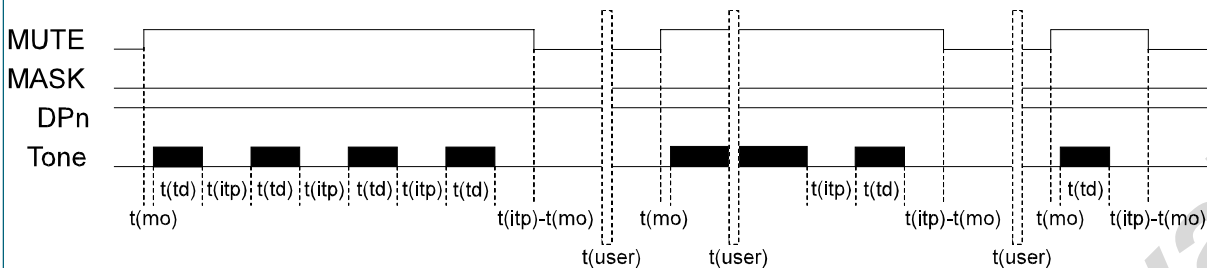 MUTE
MASK
DPn
Tone
t(td) t(itp) t(td) t(itp) t(td) t(itp) t(td) t(itp) t(td) t(td)
t(mo) t(itp)-t(mo) t(mo) t(itp)-t(mo) t(mo) t(itp)-t(mo)
t(user) t(user) t(user)